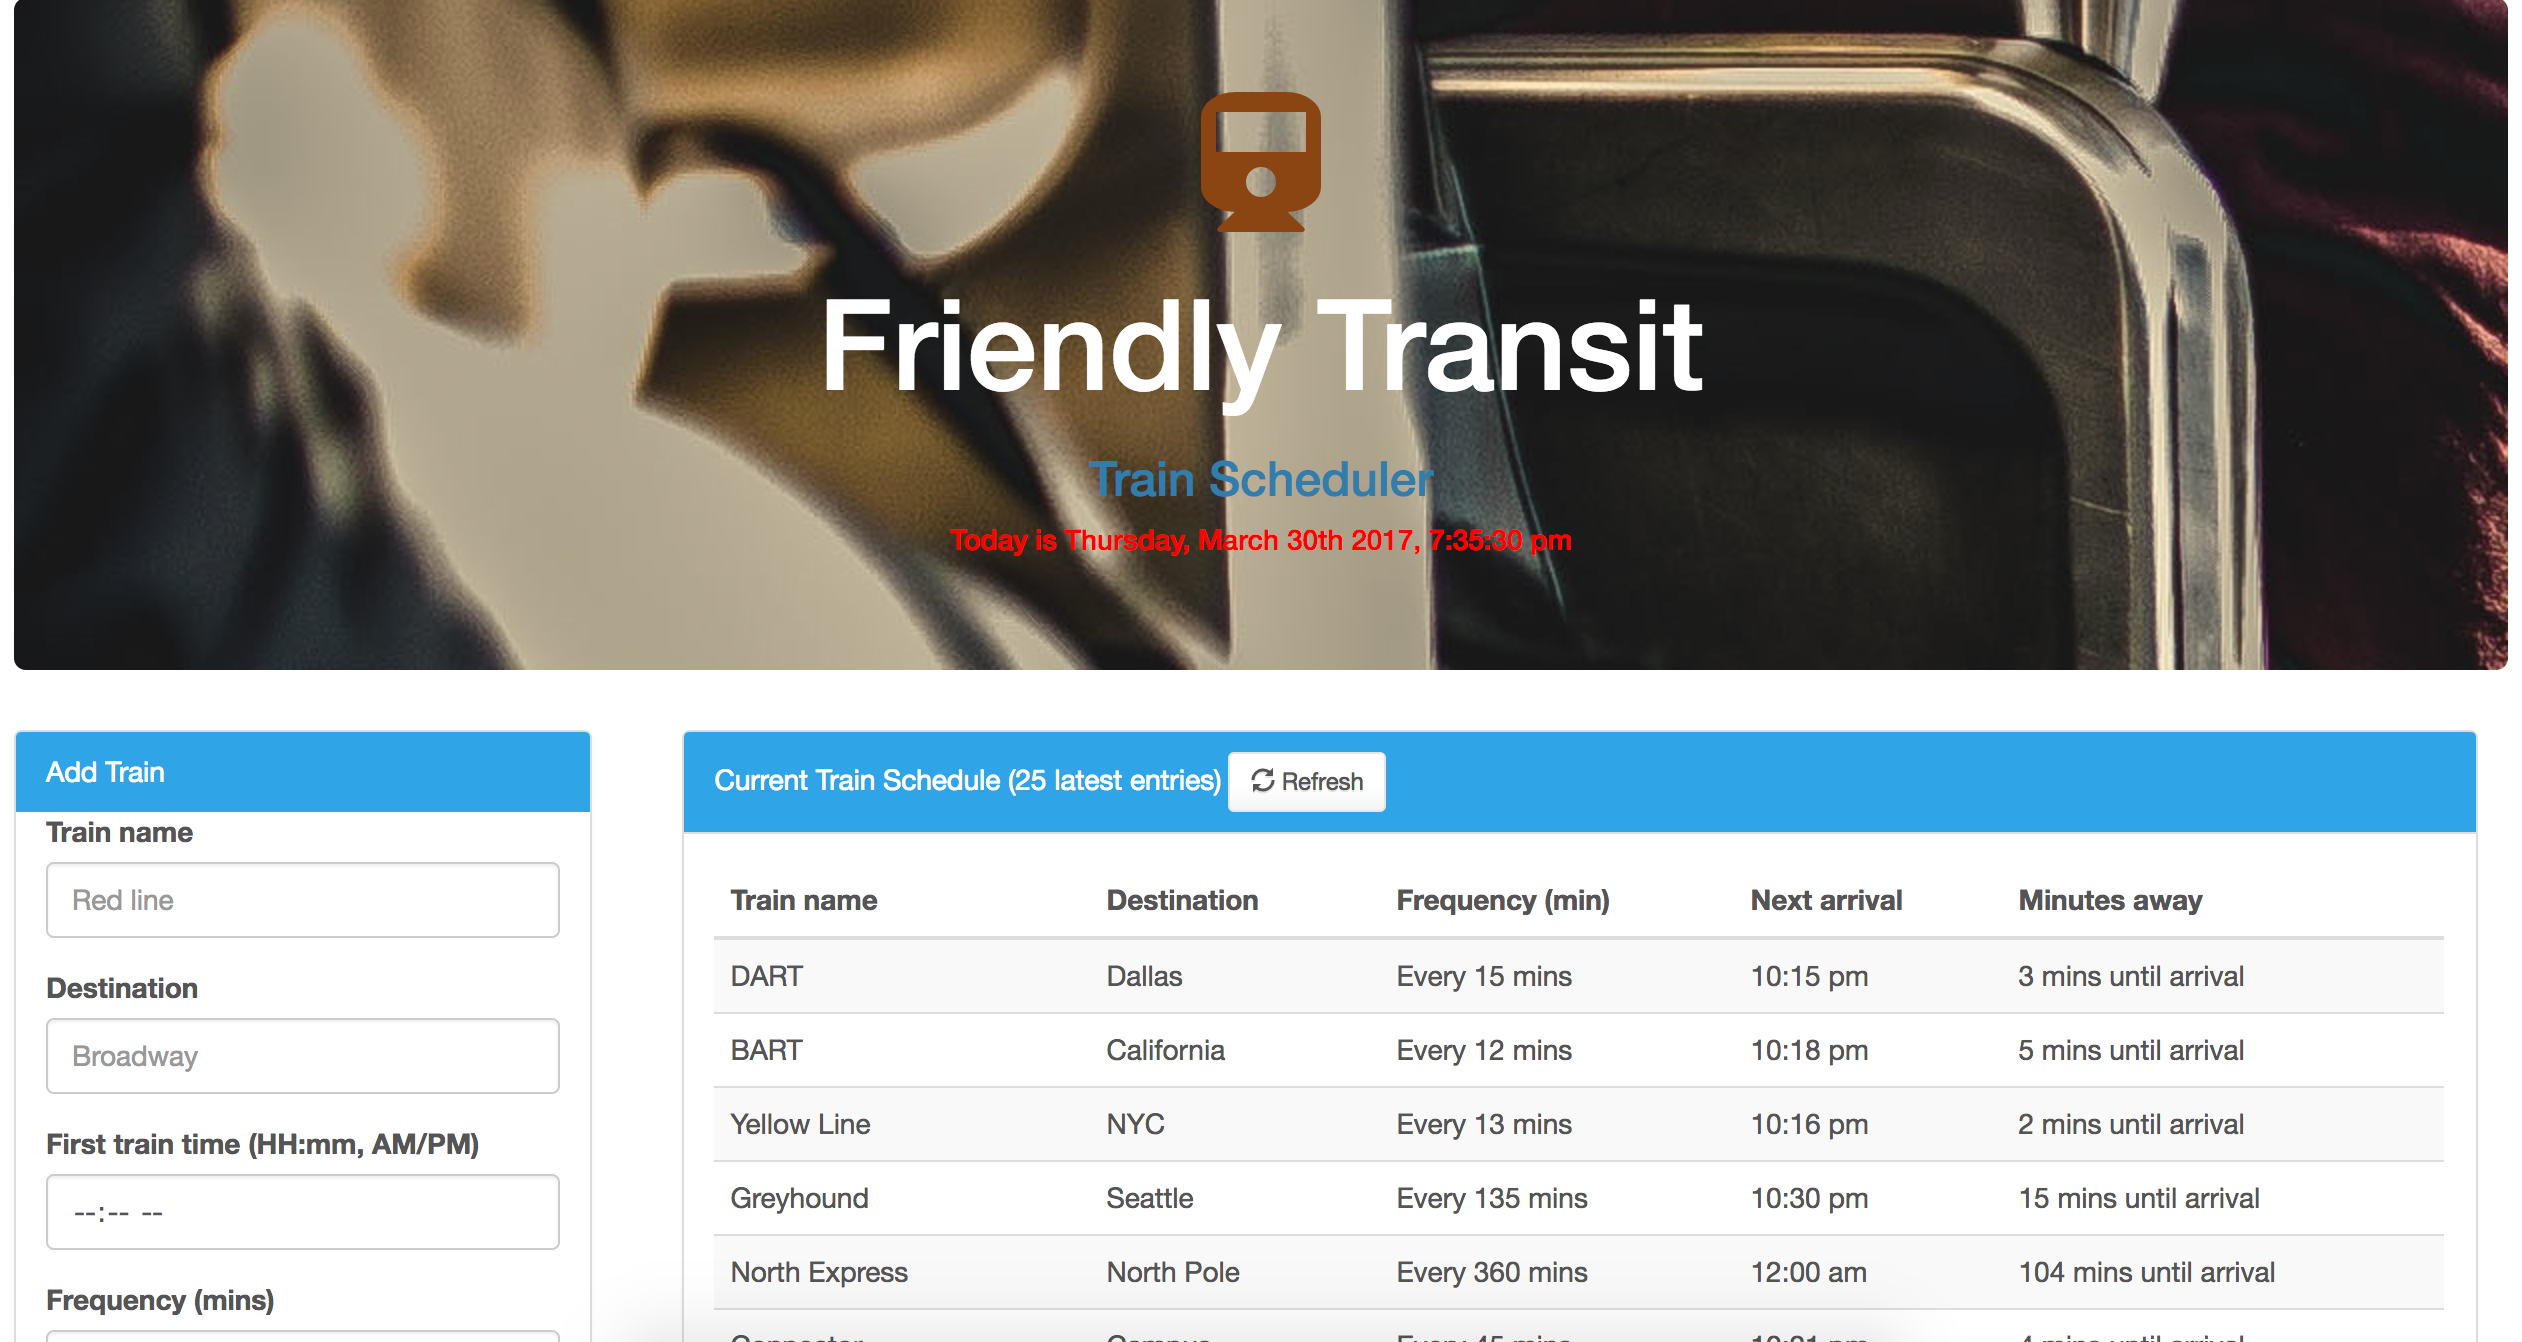 Friendly Transit
Train Scheduler
Today is Thursday, March 30th 2017, 7:35:30 pm
Add Train
Train name
Red line
Destination
Broadway
First train time (HH:mm, AM/PM)
--:-- --
Frequency (mins)
Current Train Schedule (25 latest entries) Refresh
Train name Destination Frequency (min) Next arrival Minutes away
DART Dallas Every 15 mins 10:15 pm 3 mins until arrival
BART California Every 12 mins 10:18 pm 5 mins until arrival
Yellow Line NYC Every 13 mins 10:16 pm 2 mins until arrival
Greyhound Seattle Every 135 mins 10:30 pm 15 mins until arrival
North Express North Pole Every 360 mins 12:00 am 104 mins until arrival